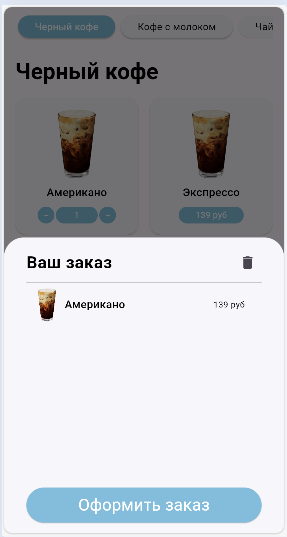 Черный кофе
Кофе с молоком
Чай
Черный кофе
Американо
Экспрессо
- 1 +
139 руб
Ваш заказ
Американо
139 руб
Оформить заказ